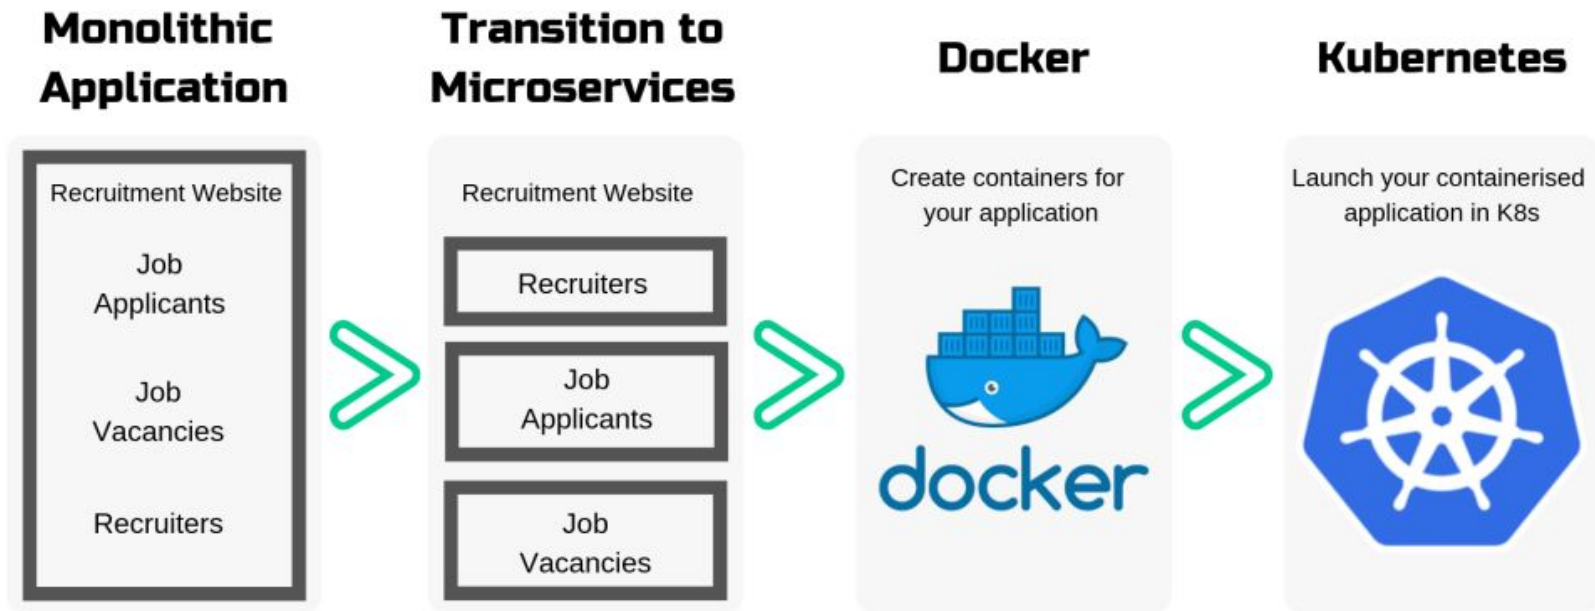 Monolithic
Application
Recruitment Website
Job
Applicants
Job
Vacancies
Recruiters
Transition to
Microservices
Recruitment Website
Recruiters
Job
Applicants
Job
Vacancies
Docker
Create containers for
your application
docker
Kubernetes
Launch your containerised
application in K8s